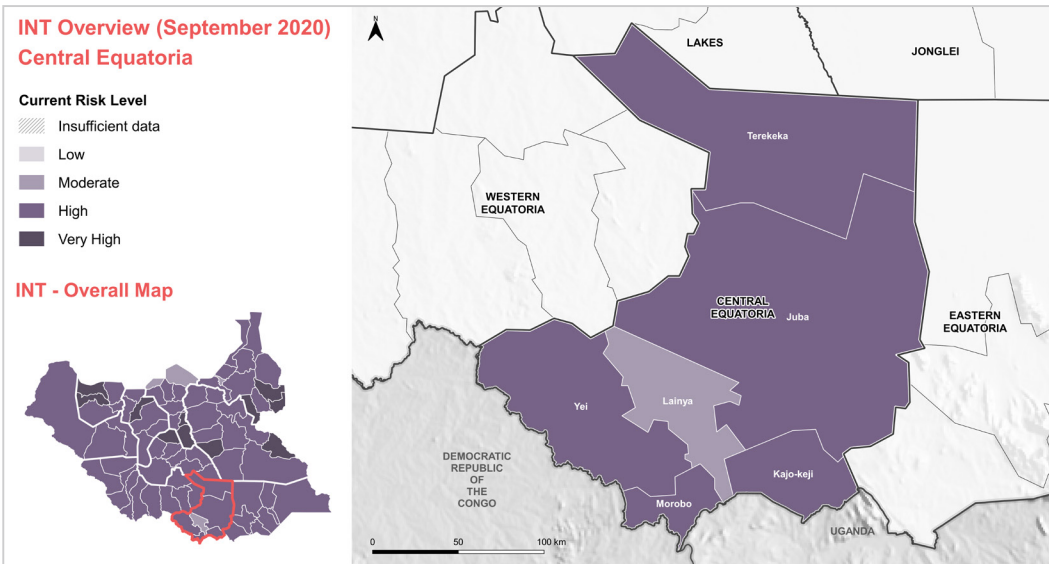 INT Overview (September 2020)
Central Equatoria
Current Risk Level
Insufficient data
Low
Moderate
High
Very High
INT - Overall Map
N
LAKES
JONGLEI
Terekeka
WESTERN
EQUATORIA
CENTRAL
EQUATORIA
Juba
EASTERN
EQUATORIA
Yei
Lainya
DEMOCRATIC
REPUBLIC
OF
THE
CONGO
Kajo-keji
Morobo
UGANDA
0
50
100 km